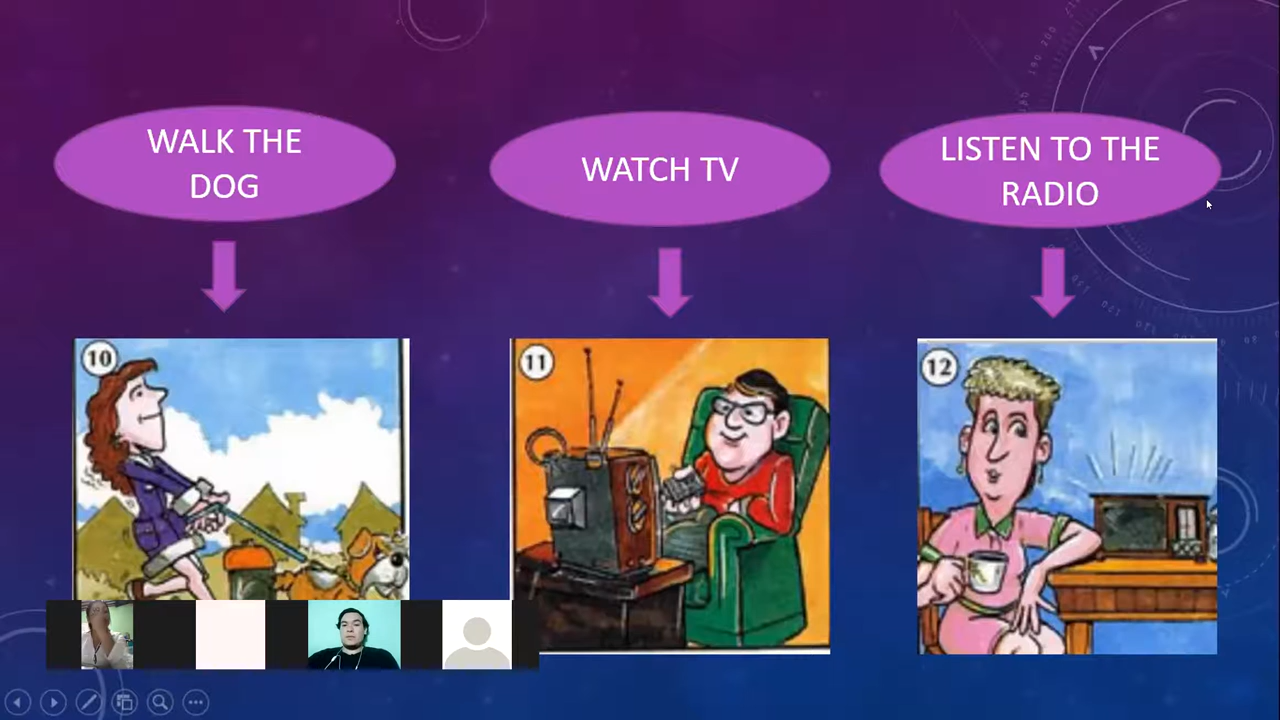 WALK THE
DOG
WATCH TV
LISTEN TO THE
RADIO
10
11
12